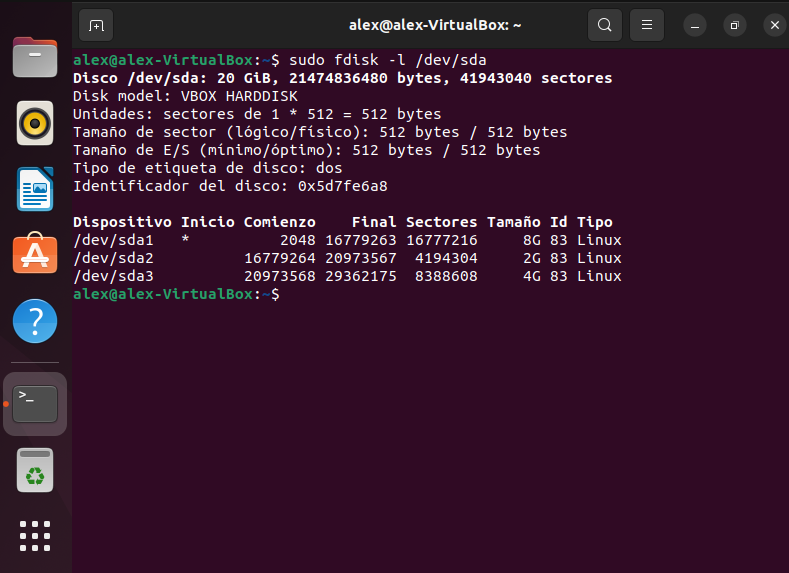 alex@alex-VirtualBox: ~
alex@alex-VirtualBox:~$ sudo fdisk -l /dev/sda
Disco /dev/sda: 20 GiB, 21474836480 bytes, 41943040 sectores
Disk model: VBOX HARDDISK
Unidades: sectores de 1 * 512 = 512 bytes
Tamaño de sector (lógico/físico): 512 bytes / 512 bytes
Tamaño de E/S (mínimo/óptimo): 512 bytes / 512 bytes
Tipo de etiqueta de disco: dos
Identificador del disco: 0x5d7fe6a8

Dispositivo Inicio Comienzo    Final Sectores Tamaño Id Tipo
/dev/sda1   *          2048 16779263 16777216     8G 83 Linux
/dev/sda2          16779264 20973567  4194304     2G 83 Linux
/dev/sda3          20973568 29362175  8388608     4G 83 Linux
alex@alex-VirtualBox:~$